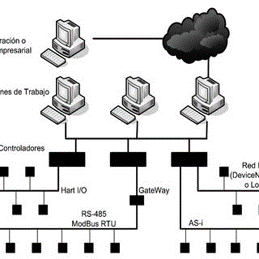 ración o
mpresarial
nes de Trabajo
Controladores
Hart I/O
GateWay
Red
(DeviceN
o Lo
RS-485
ModBus RTU
AS-i